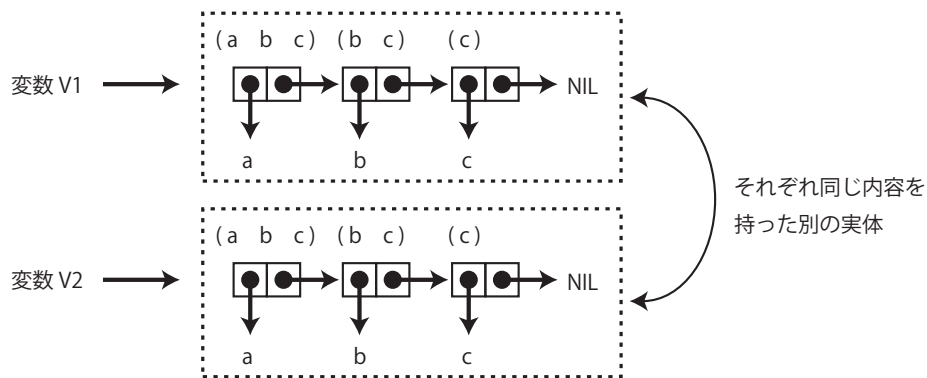 (a b c) (b c) (c)
変数 V1
NIL
a b c
それぞれ同じ内容を
持った別の実体
(a b c) (b c) (c)
変数 V2
NIL
a b c